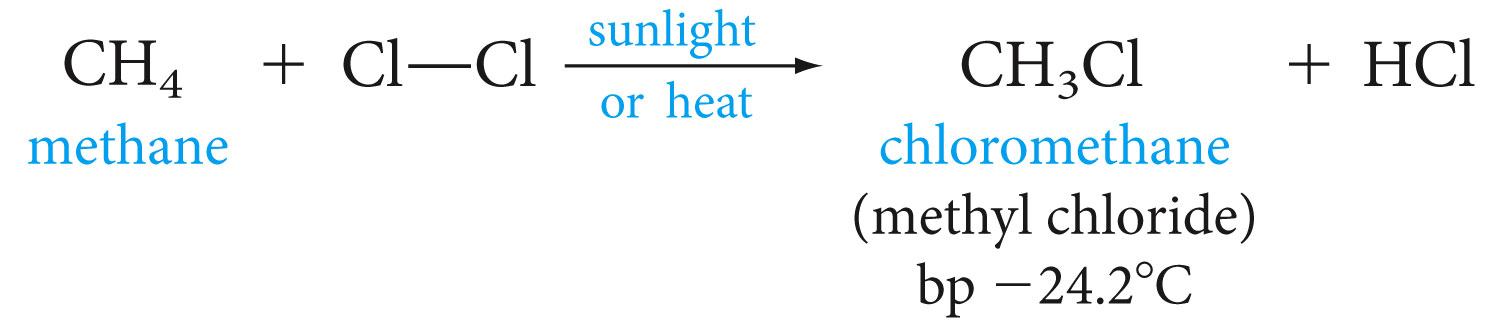 sunlight
CH₄ + Cl—Cl ⟶ CH₃Cl + HCl
or heat
methane chloromethane
(methyl chloride)
bp −24.2°C